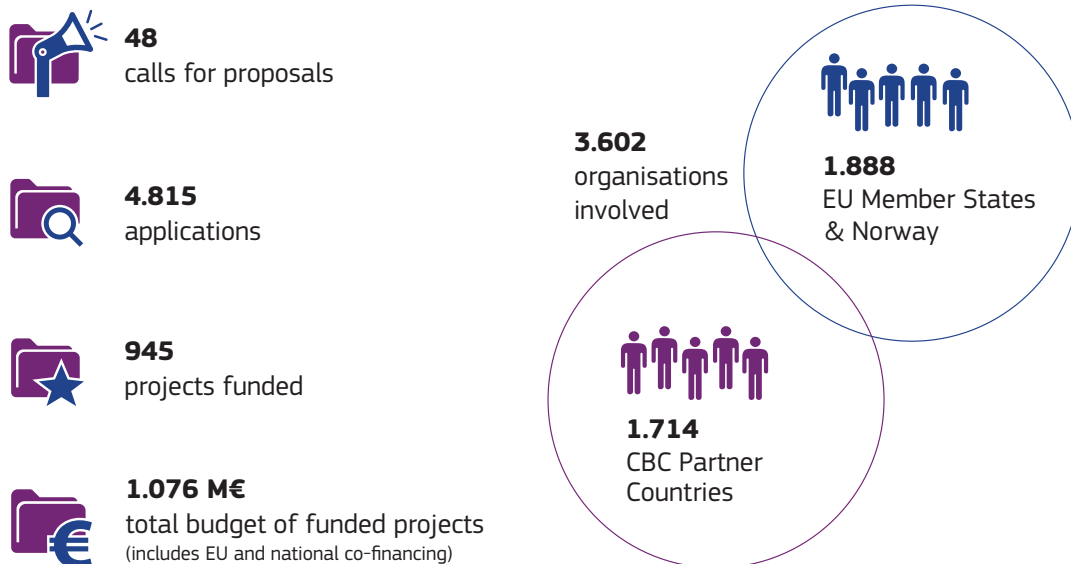 48
calls for proposals
4.815
applications
945
projects funded
1.076 M€
total budget of funded projects
(includes EU and national co-financing)
3.602
organisations
involved
1.888
EU Member States
& Norway
1.714
CBC Partner
Countries